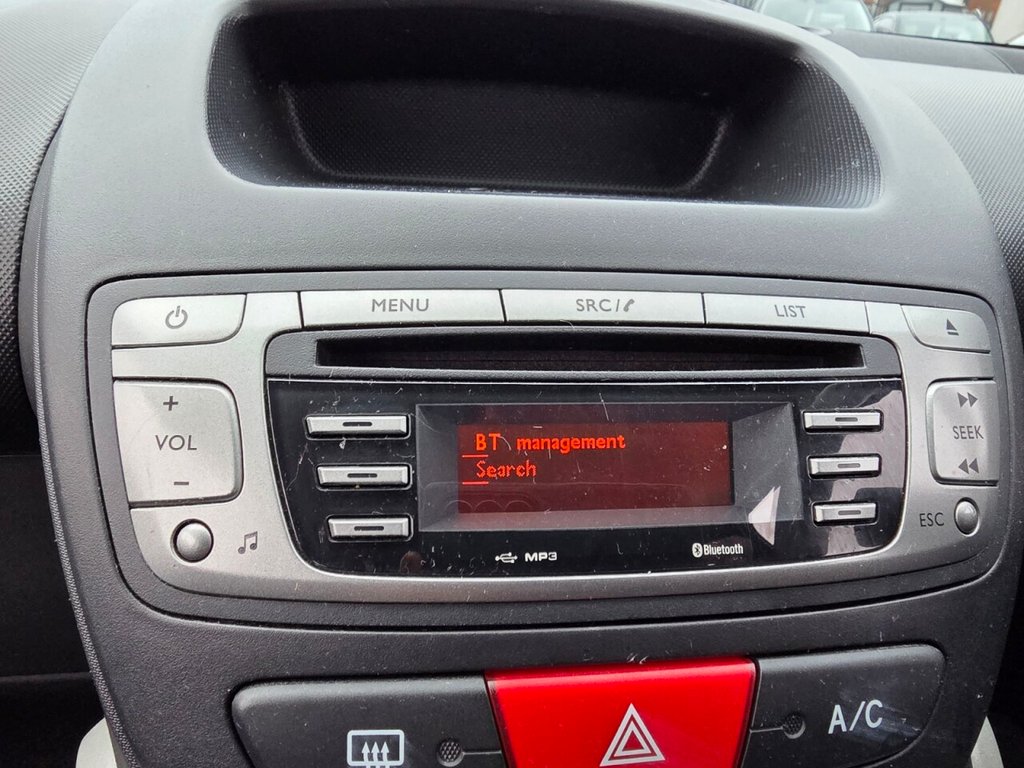 MENU
SRC/
LIST
+
VOL
−
SEEK
BT management
Search
ESC
MP3
Bluetooth
A/C